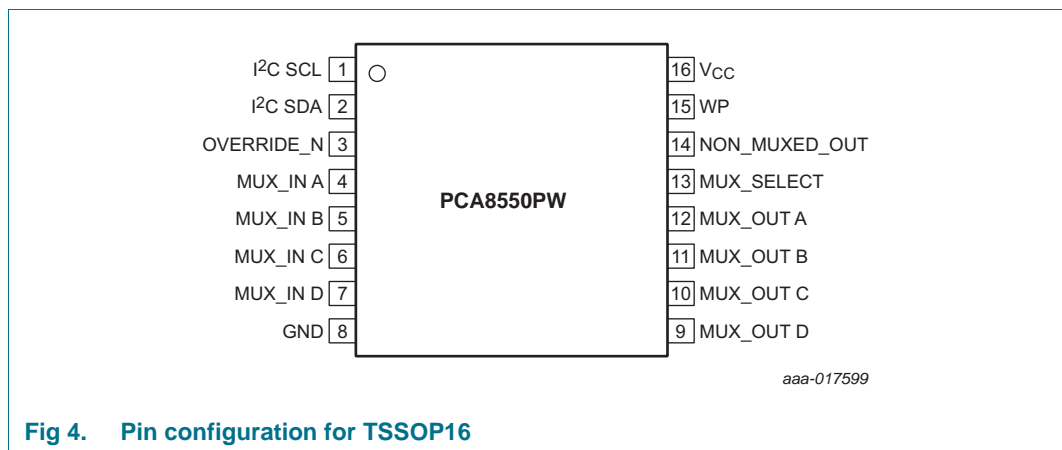 I2C SCL 1
I2C SDA 2
OVERRIDE_N 3
MUX_IN A 4
MUX_IN B 5
MUX_IN C 6
MUX_IN D 7
GND 8
PCA8550PW
16 VCC
15 WP
14 NON_MUXED_OUT
13 MUX_SELECT
12 MUX_OUT A
11 MUX_OUT B
10 MUX_OUT C
9 MUX_OUT D
aaa-017599
Fig 4. Pin configuration for TSSOP16